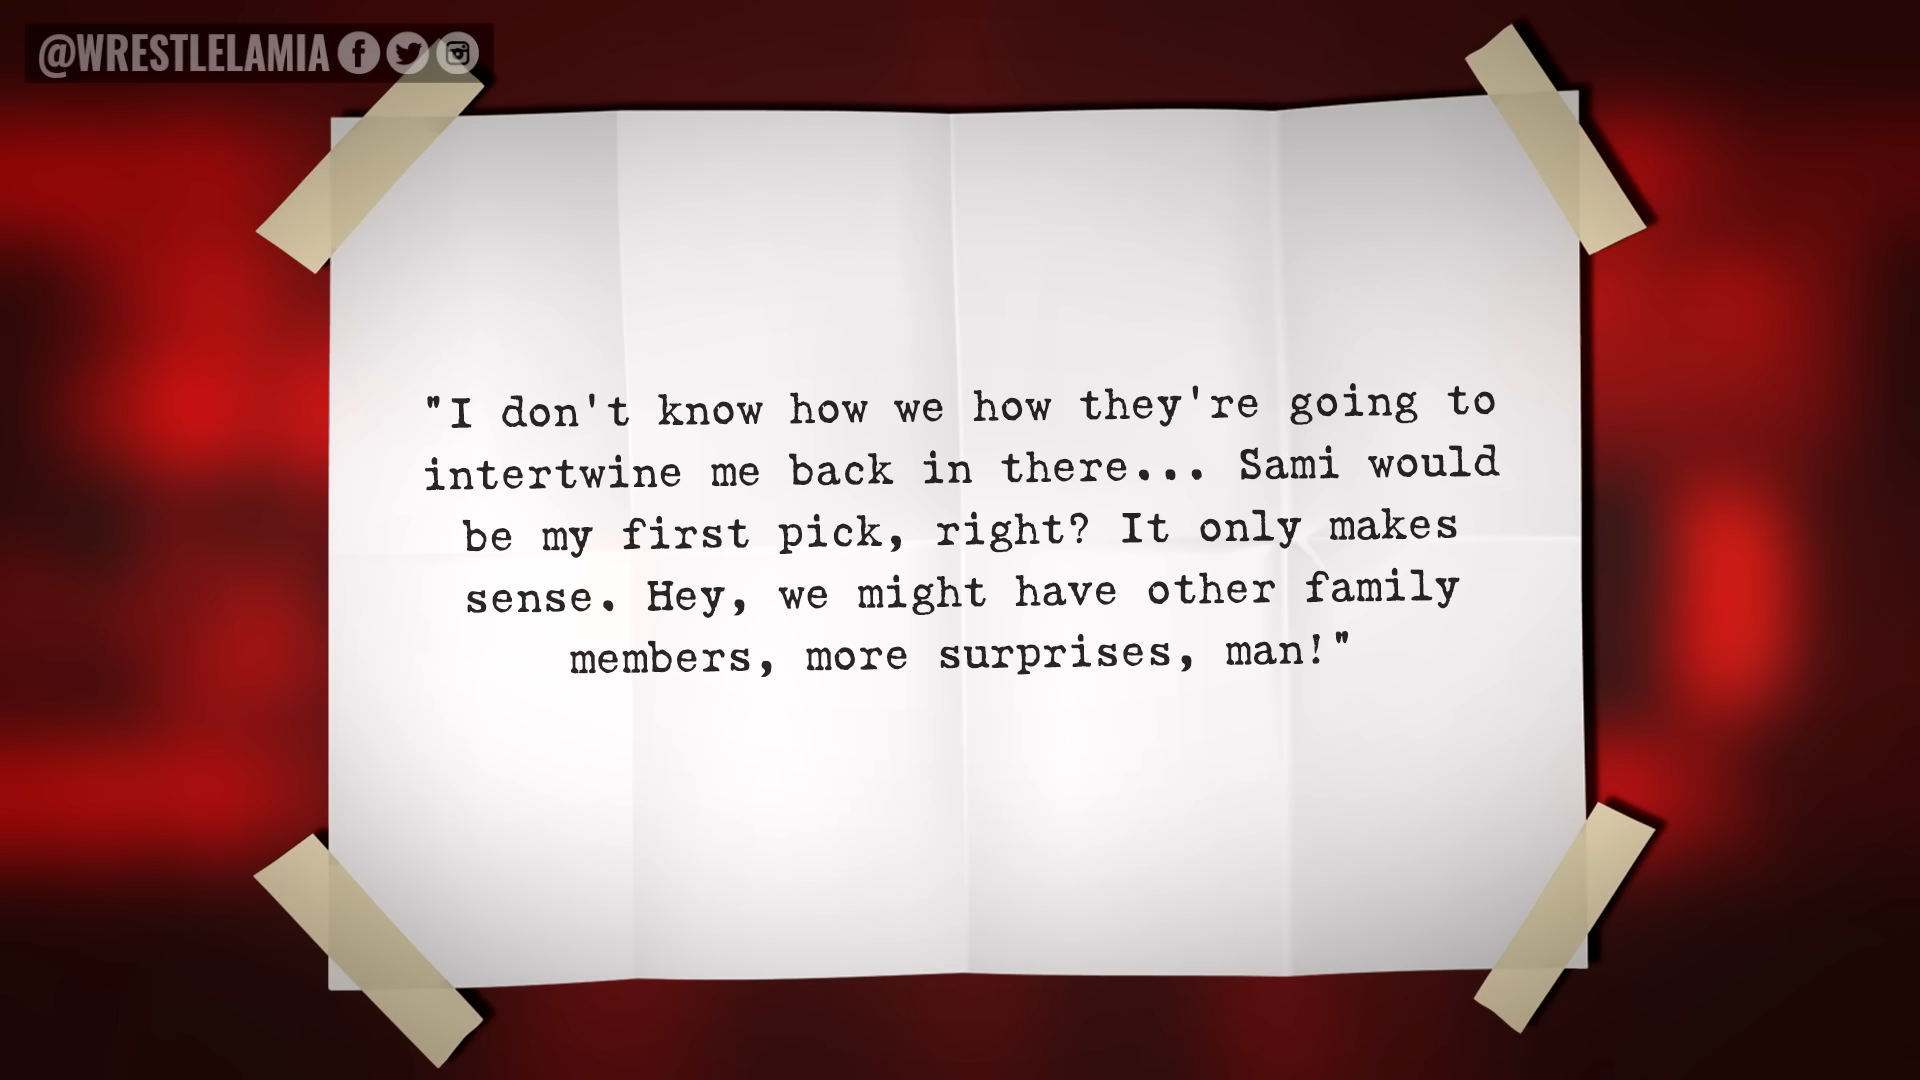 @WRESTLELAMIA
"I don't know how we how they're going to
intertwine me back in there... Sami would
be my first pick, right? It only makes
sense. Hey, we might have other family
members, more surprises, man!"